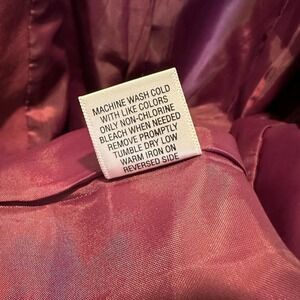 MACHINE WASH COLD
WITH LIKE COLORS
ONLY NON-CHLORINE
BLEACH WHEN NEEDED
REMOVE PROMPTLY
TUMBLE DRY LOW
WARM IRON ON
REVERSED SIDE